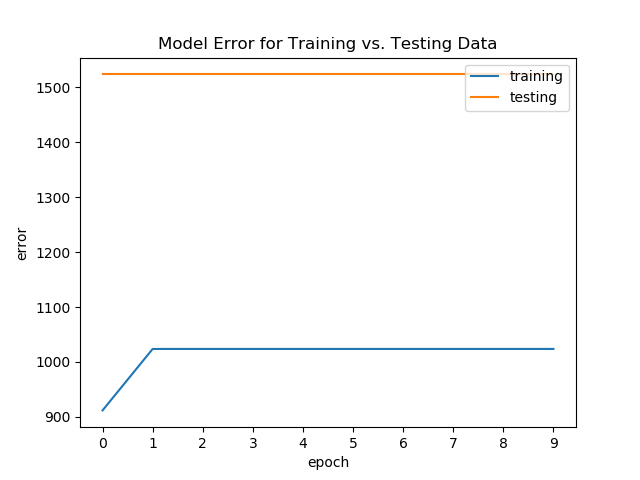 Model Error for Training vs. Testing Data
training
testing
error
1500
1400
1300
1200
1100
1000
900
0 1 2 3 4 5 6 7 8 9
epoch